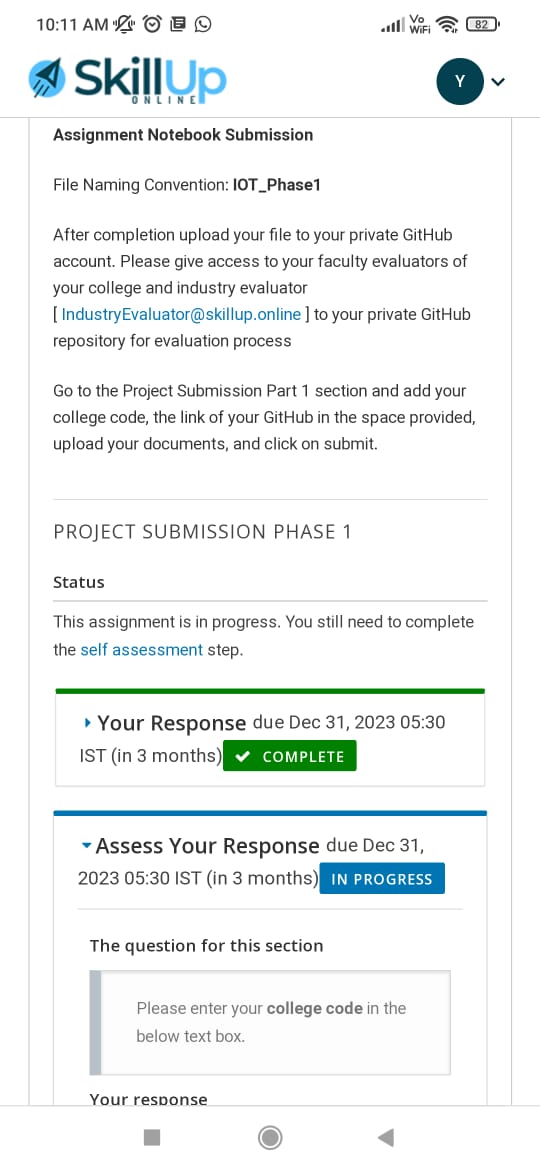 10:11 AM
Vo
WiFi
82
SkillUp
ONLINE
Y
Assignment Notebook Submission
File Naming Convention: IOT_Phase1
After completion upload your file to your private GitHub
account. Please give access to your faculty evaluators of
your college and industry evaluator
[ IndustryEvaluator@skillup.online ] to your private GitHub
repository for evaluation process
Go to the Project Submission Part 1 section and add your
college code, the link of your GitHub in the space provided,
upload your documents, and click on submit.
PROJECT SUBMISSION PHASE 1
Status
This assignment is in progress. You still need to complete
the self assessment step.
Your Response due Dec 31, 2023 05:30
IST (in 3 months) COMPLETE
Assess Your Response due Dec 31,
2023 05:30 IST (in 3 months) IN PROGRESS
The question for this section
Please enter your college code in the
below text box.
Your response